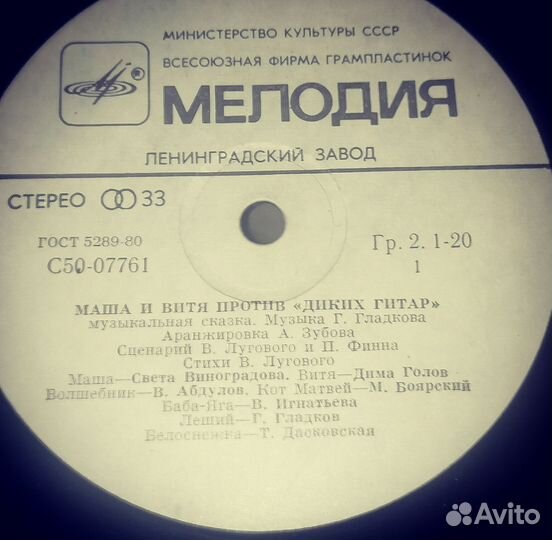 МИНИСТЕРСТВО КУЛЬТУРЫ СССР
ВСЕСОЮЗНАЯ ФИРМА ГРАМПЛАСТИНОК
МЕЛОДИЯ
ЛЕНИНГРАДСКИЙ ЗАВОД
СТЕРЕО 33
ГОСТ 5289-80
С50-07761
Гр. 2. 1-20
1
МАША И ВИТЯ ПРОТИВ «ДИКИХ ГИТАР»
музыкальная сказка. Музыка Г. Гладкова
Аранжировка А. Зубова
Сценарий В. Лугового и П. Финна
Стихи В. Лугового
Маша—Света Виноградова. Витя—Дима Голов
Волшебник—В. Абдулов. Кот Матвей—М. Боярский
Баба-Яга—В. Игнатьева
Леший—Г. Гладков
Белоснежка—Т. Дасковская
Avito